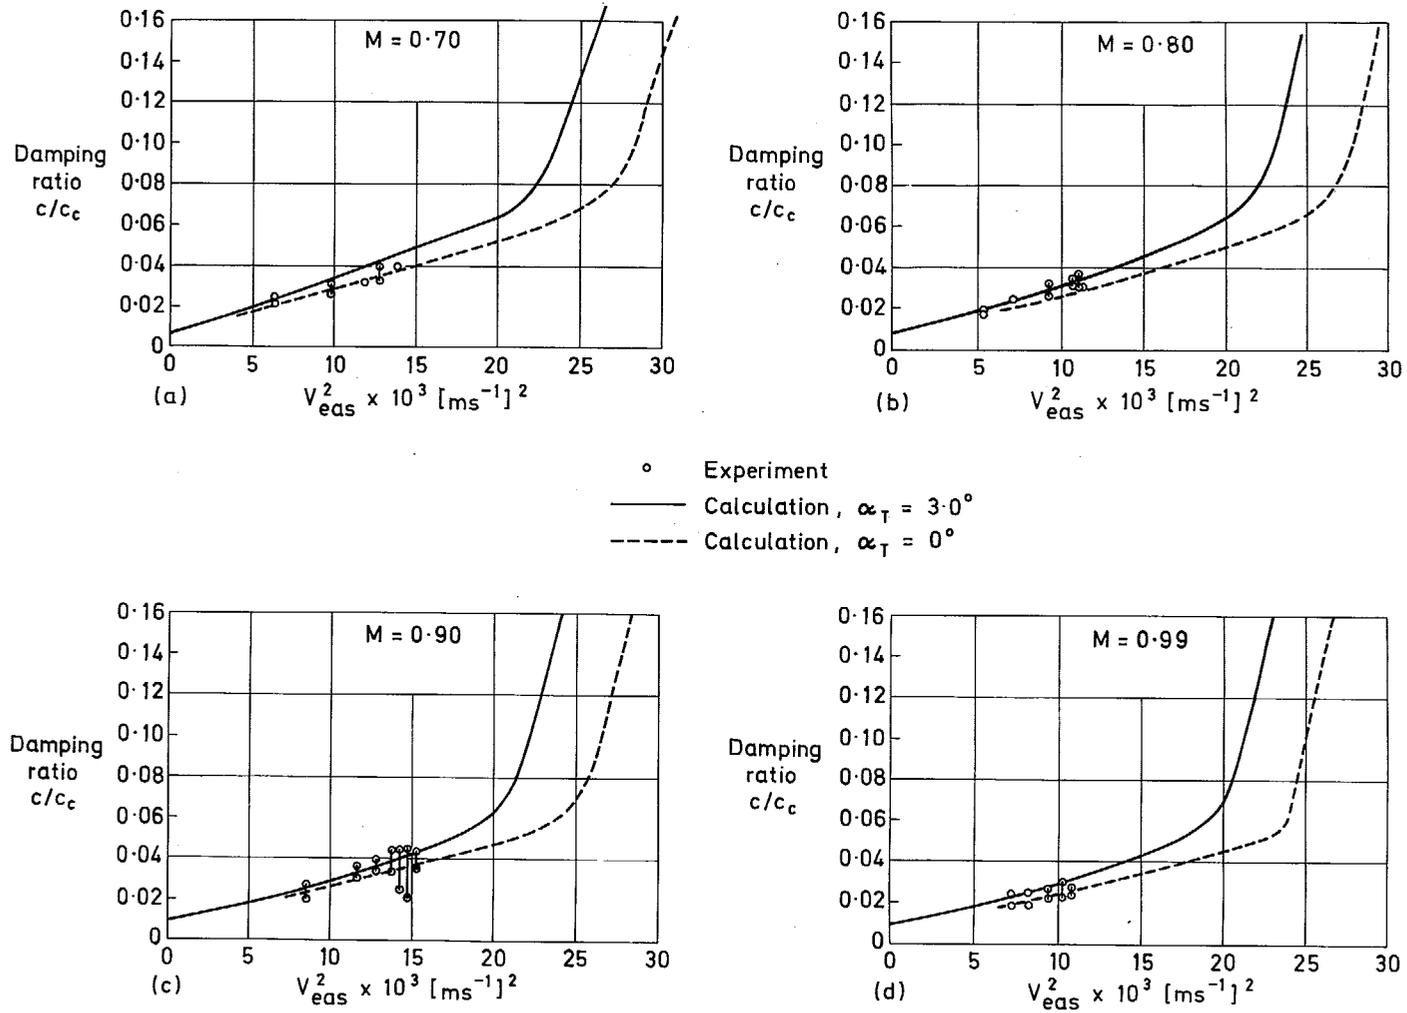 M = 0·70
0·16
0·14
0·12
0·10
0·08
0·06
0·04
0·02
0
Damping
ratio
c/c_c
0 5 10 15 20 25 30
(a) V²eas × 10³ [ms⁻¹]²
M = 0·80
0·16
0·14
0·12
0·10
0·08
0·06
0·04
0·02
0
Damping
ratio
c/c_c
0 5 10 15 20 25 30
(b) V²eas × 10³ [ms⁻¹]²
Experiment
Calculation, α_T = 3·0°
Calculation, α_T = 0°
M = 0·90
0·16
0·14
0·12
0·10
0·08
0·06
0·04
0·02
0
Damping
ratio
c/c_c
0 5 10 15 20 25 30
(c) V²eas × 10³ [ms⁻¹]²
M = 0·99
0·16
0·14
0·12
0·10
0·08
0·06
0·04
0·02
0
Damping
ratio
c/c_c
0 5 10 15 20 25 30
(d) V²eas × 10³ [ms⁻¹]²